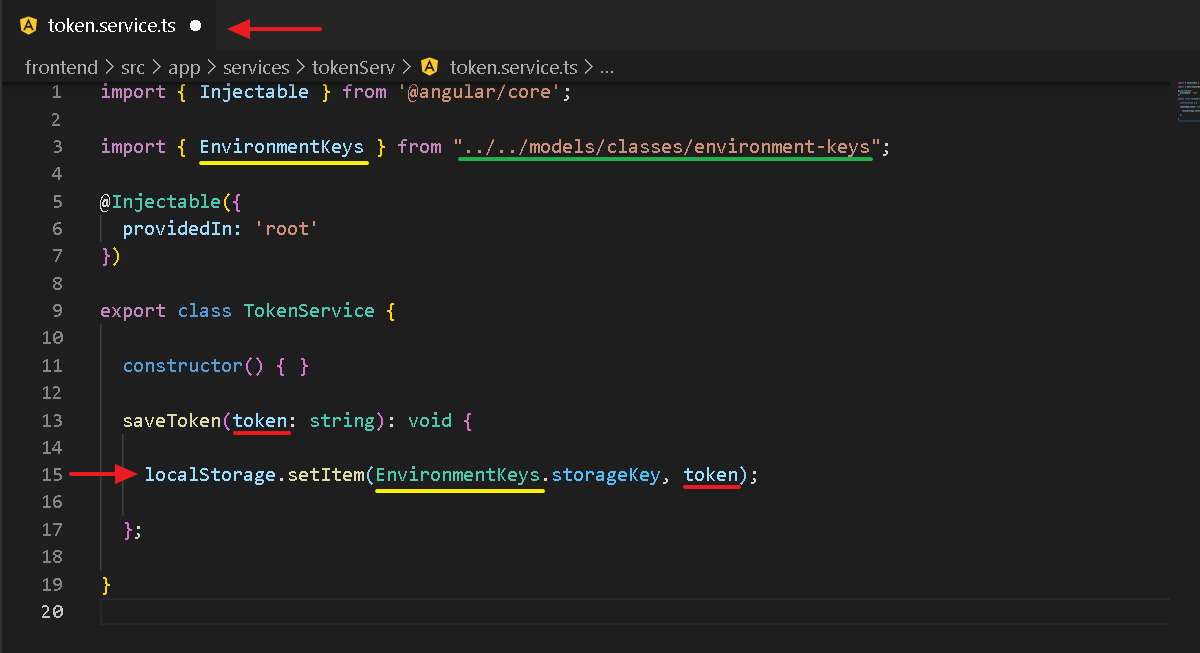 token.service.ts
frontend > src > app > services > tokenServ > token.service.ts > ...
1 import { Injectable } from '@angular/core';
2
3 import { EnvironmentKeys } from "../../models/classes/environment-keys";
4
5 @Injectable({
6 providedIn: 'root'
7 })
8
9 export class TokenService {
10
11 constructor() { }
12
13 saveToken(token: string): void {
14
15 localStorage.setItem(EnvironmentKeys.storageKey, token);
16
17 };
18
19 }
20